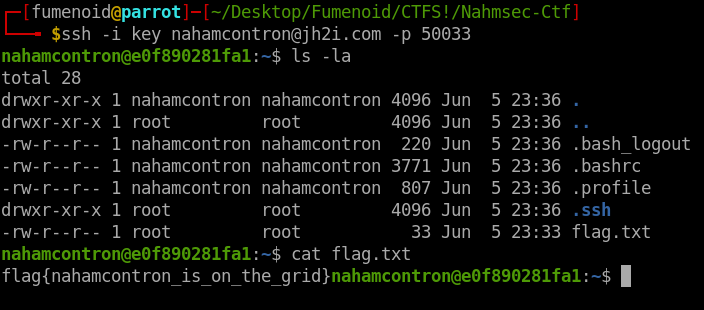 ┌─[fumenoid@parrot]─[~/Desktop/Fumenoid/CTFS!/Nahmsec-Ctf]
└──╼ $ssh -i key nahamcontron@jh2i.com -p 50033
nahamcontron@e0f890281fa1:~$ ls -la
total 28
drwxr-xr-x 1 nahamcontron nahamcontron 4096 Jun  5 23:36 .
drwxr-xr-x 1 root         root         4096 Jun  5 23:36 ..
-rw-r--r-- 1 nahamcontron nahamcontron  220 Jun  5 23:36 .bash_logout
-rw-r--r-- 1 nahamcontron nahamcontron 3771 Jun  5 23:36 .bashrc
-rw-r--r-- 1 nahamcontron nahamcontron  807 Jun  5 23:36 .profile
drwxr-xr-x 1 root         root         4096 Jun  5 23:36 .ssh
-rw-r--r-- 1 root         root           33 Jun  5 23:33 flag.txt
nahamcontron@e0f890281fa1:~$ cat flag.txt
flag{nahamcontron_is_on_the_grid}nahamcontron@e0f890281fa1:~$